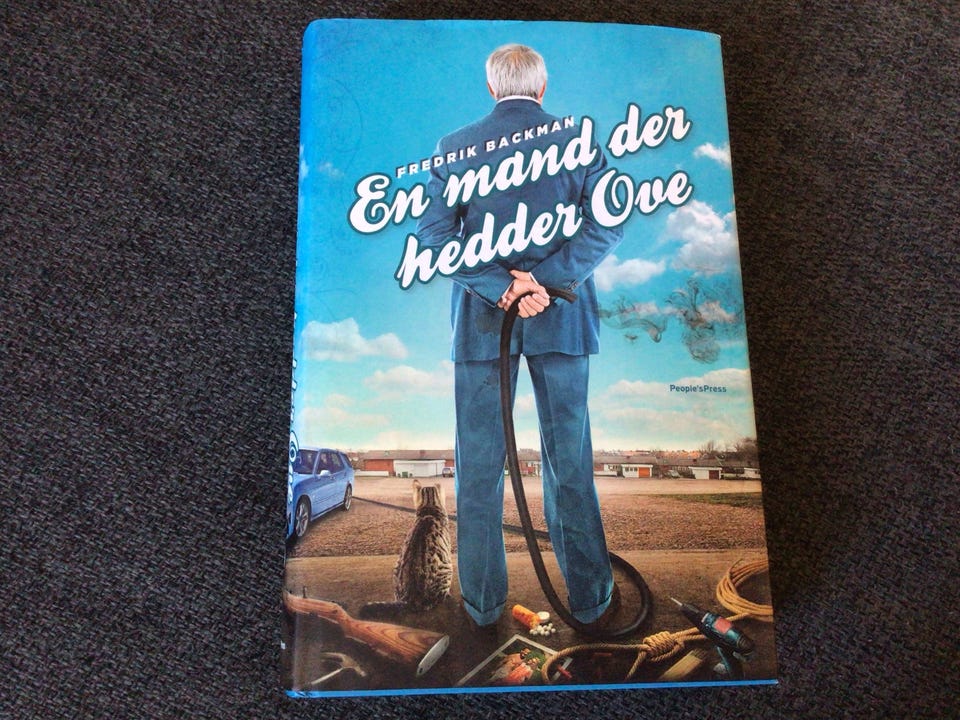 FREDRIK BACKMAN
En mand der
hedder Ove
People'sPress